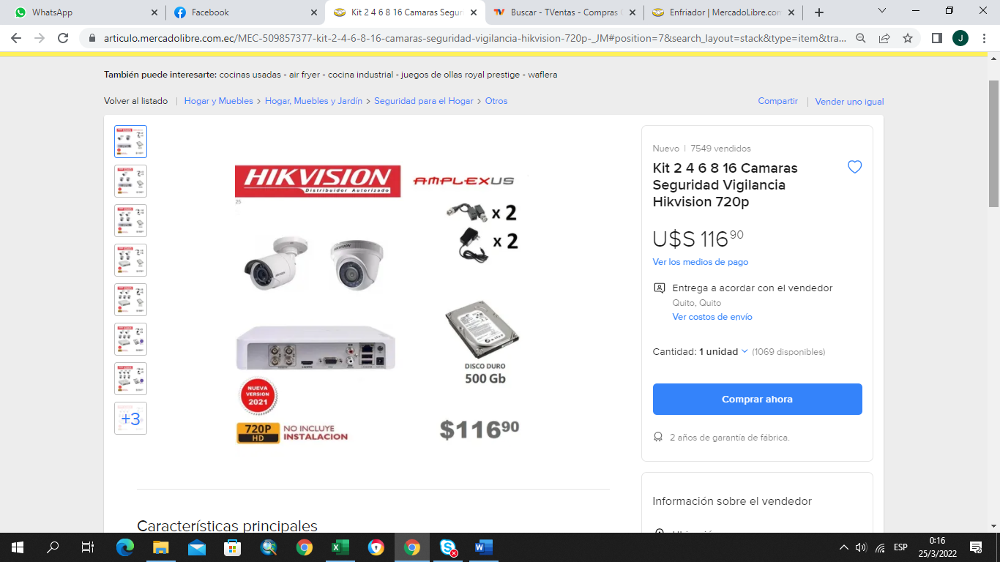 WhatsApp
Facebook
Kit 2 4 6 8 16 Camaras Segur
Buscar - TVentas - Compras
Enfriador | MercadoLibre.com
articulo.mercadolibre.com.ec/MEC-509857377-kit-2-4-6-8-16-camaras-seguridad-vigilancia-hikvision-720p-_JM#position=7&search_layout=stack&type=item&tra...
J
También puede interesarte: cocinas usadas - air fryer - cocina industrial - juegos de ollas royal prestige - waflera
Volver al listado | Hogar y Muebles > Hogar, Muebles y Jardín > Seguridad para el Hogar > Otros
Compartir | Vender uno igual
+3
HIKVISION
Distribuidor Autorizado
25
AMPLEXUS
x 2
x 2
HIKVISION
DISCO DURO
500 Gb
NUEVA
VERSION
2021
720P
HD
NO INCLUYE
INSTALACION
$11690
Nuevo | 7549 vendidos
Kit 2 4 6 8 16 Camaras
Seguridad Vigilancia
Hikvision 720p
U$S 116 90
Ver los medios de pago
Entrega a acordar con el vendedor
Quito, Quito
Ver costos de envío
Cantidad: 1 unidad (1069 disponibles)
Comprar ahora
2 años de garantía de fábrica.
Información sobre el vendedor
Características principales
ESP
0:16
25/3/2022